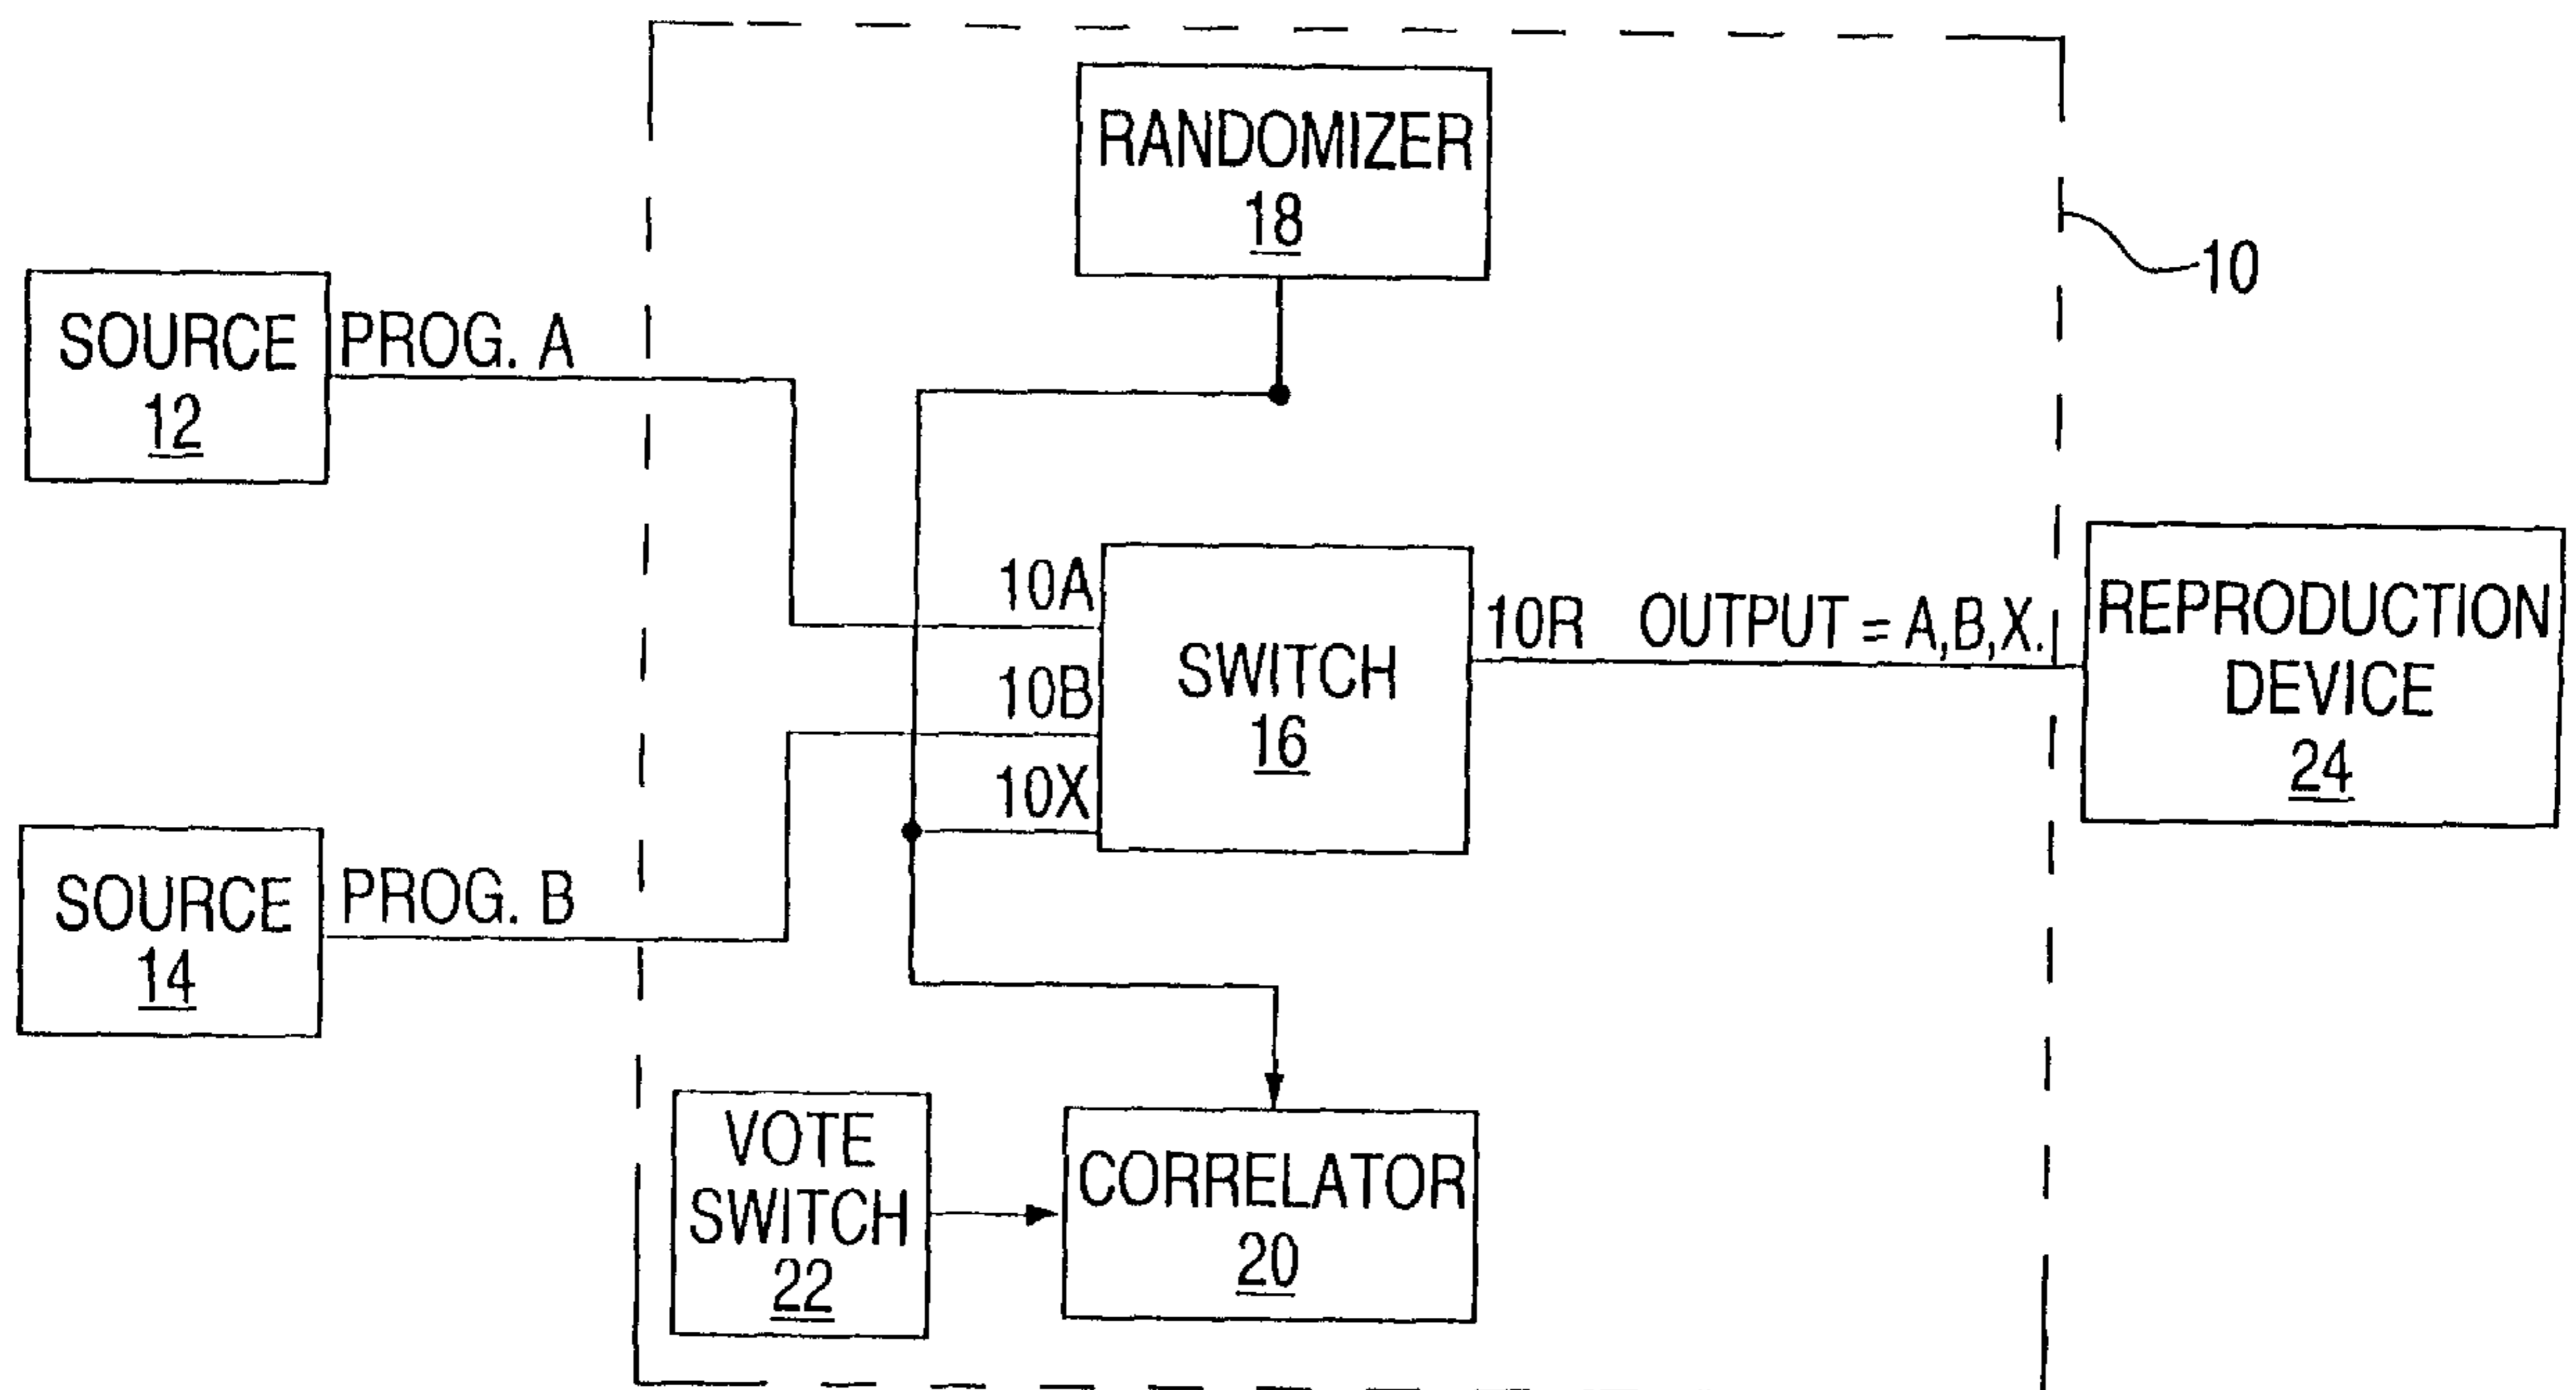 RANDOMIZER
18
10
SOURCE
12
PROG. A
10A
10B
10X
SWITCH
16
10R OUTPUT = A,B,X.
REPRODUCTION
DEVICE
24
SOURCE
14
PROG. B
VOTE
SWITCH
22
CORRELATOR
20